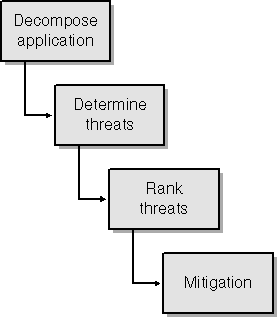 Decompose
application
Determine
threats
Rank
threats
Mitigation